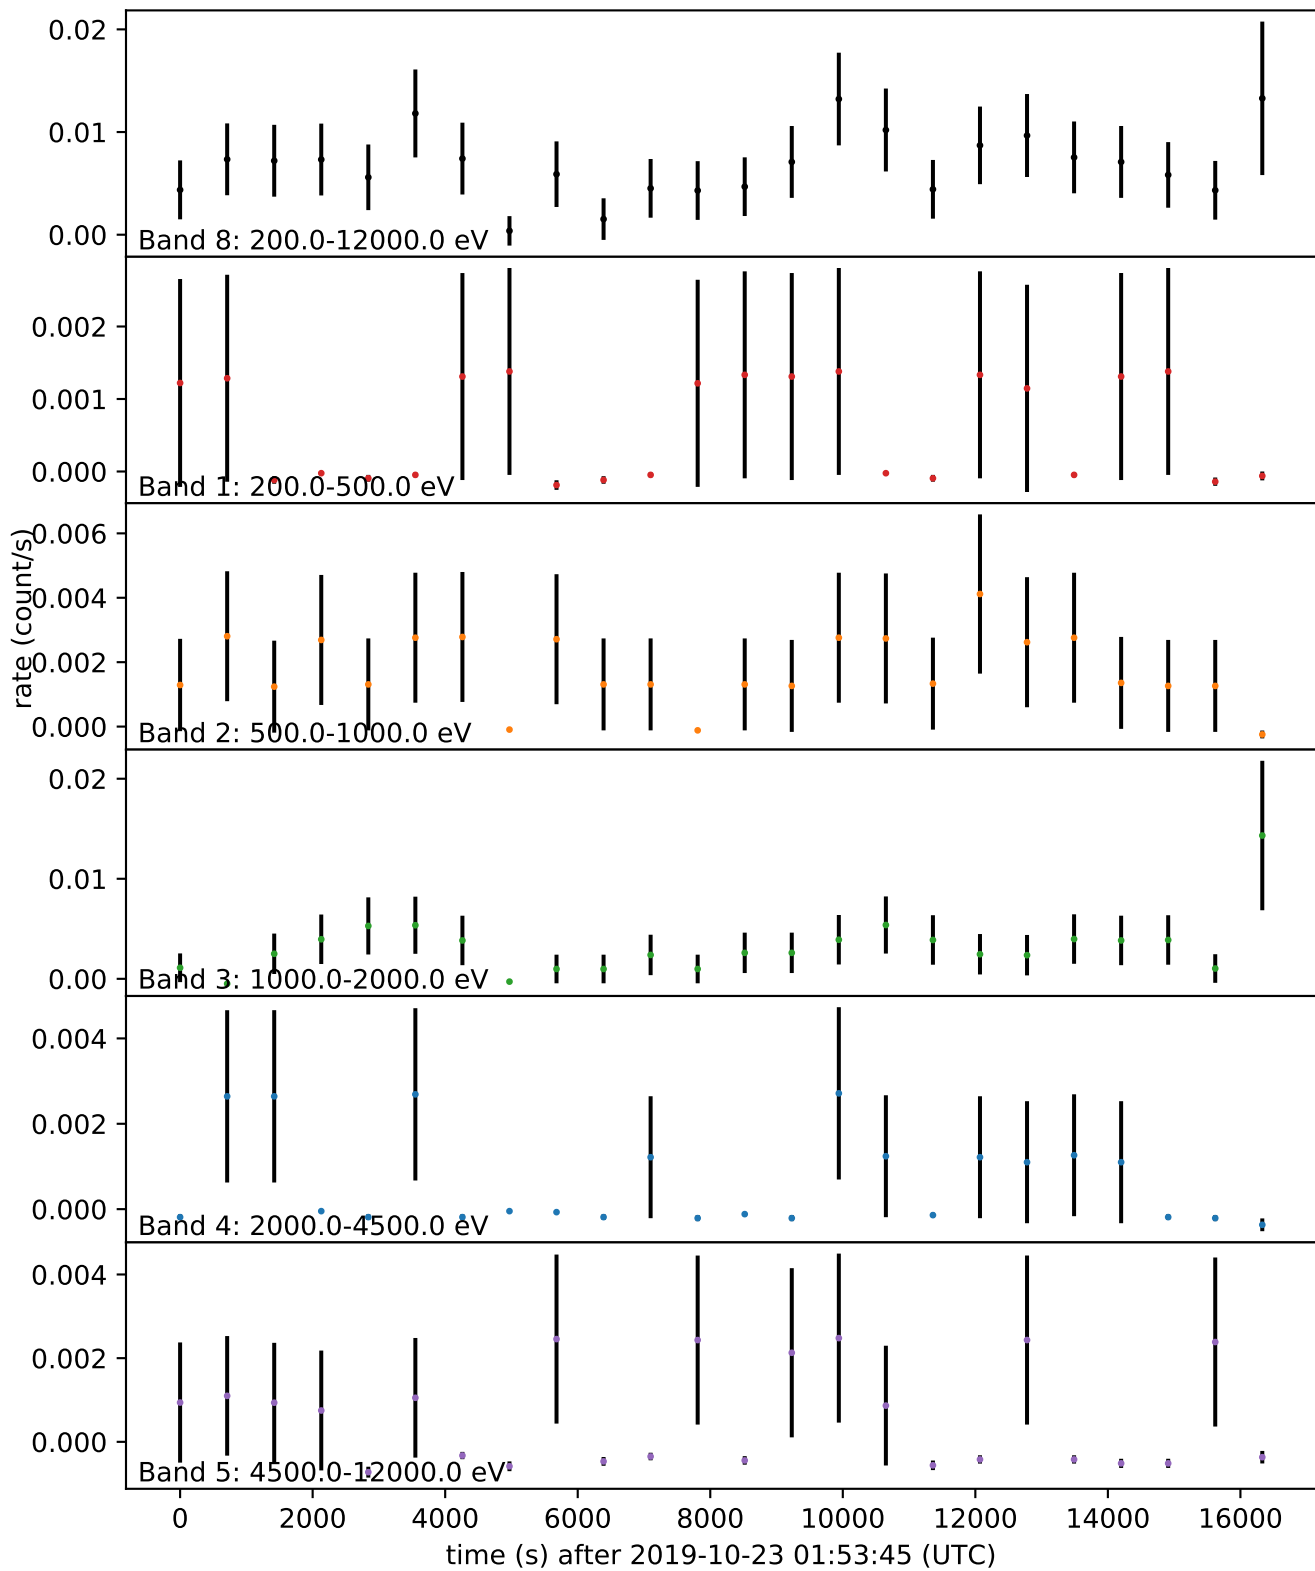 0.02
0.01
0.00
Band 8: 200.0-12000.0 eV
0.002
0.001
0.000
Band 1: 200.0-500.0 eV
rate (count/s)
0.006
0.004
0.002
0.000
Band 2: 500.0-1000.0 eV
0.02
0.01
0.00
Band 3: 1000.0-2000.0 eV
0.004
0.002
0.000
Band 4: 2000.0-4500.0 eV
0.004
0.002
0.000
Band 5: 4500.0-12000.0 eV
0 2000 4000 6000 8000 10000 12000 14000 16000
time (s) after 2019-10-23 01:53:45 (UTC)